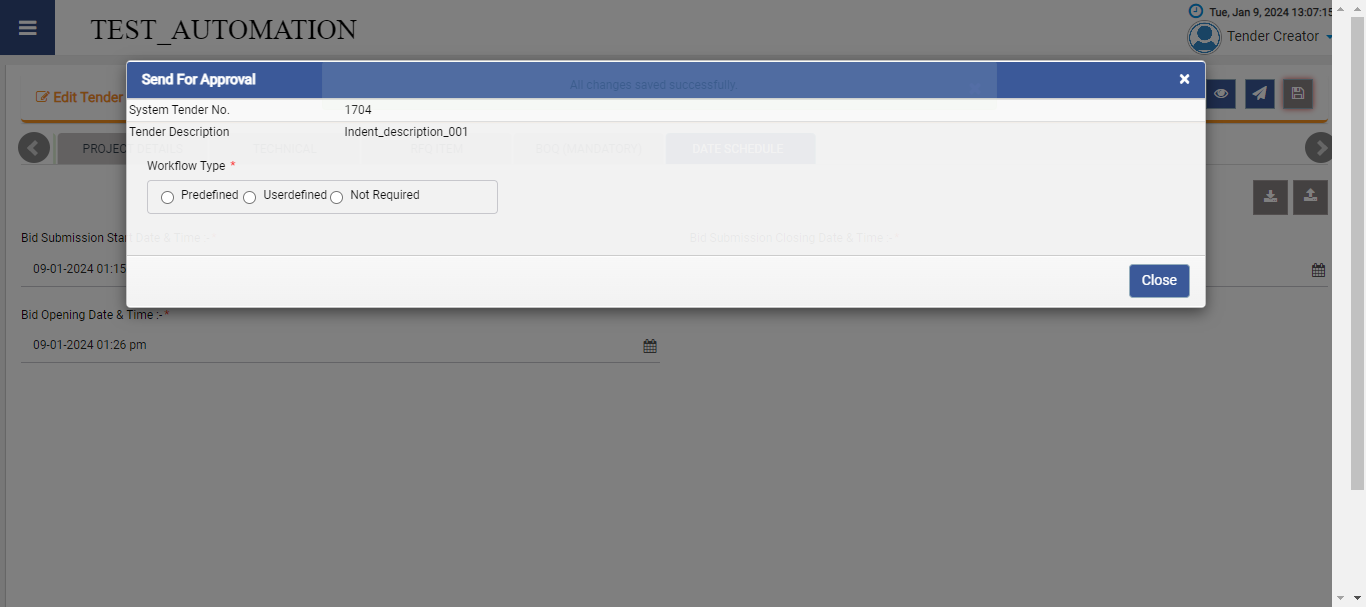 TEST_AUTOMATION
Tue, Jan 9, 2024 13:07:15
Tender Creator
Send For Approval
All changes saved successfully.
Edit Tender
System Tender No. 1704
Tender Description Indent_description_001
PROJECT DETAILS TECHNICAL RFQ ITEM BOQ (MANDATORY) DATE SCHEDULE
Workflow Type *
Predefined Userdefined Not Required
Bid Submission Start Date & Time :-* Bid Submission Closing Date & Time :-*
09-01-2024 01:15
Close
Bid Opening Date & Time :-*
09-01-2024 01:26 pm